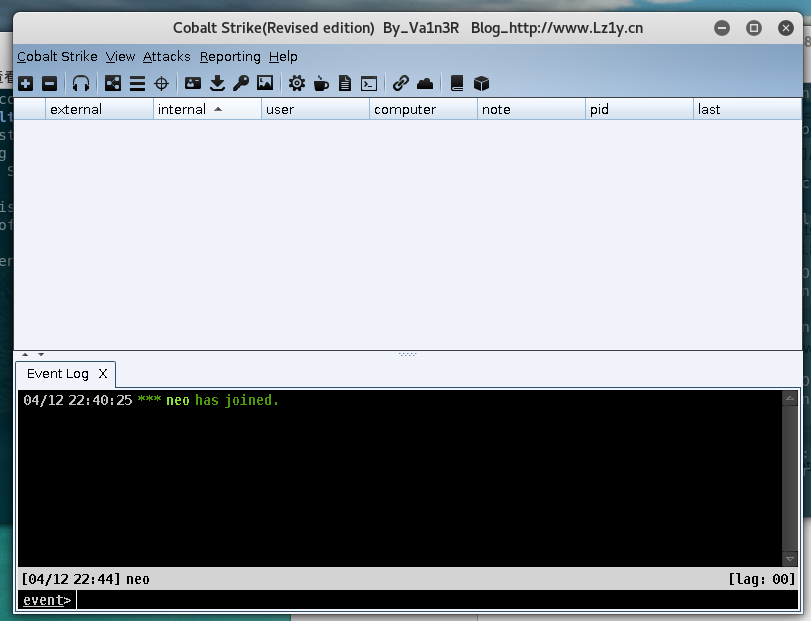 Cobalt Strike(Revised edition) By_Va1n3R Blog_http://www.Lz1y.cn
Cobalt Strike View Attacks Reporting Help
external internal user computer note pid last
Event Log X
04/12 22:40:25 *** neo has joined.
[04/12 22:44] neo [lag: 00]
event>